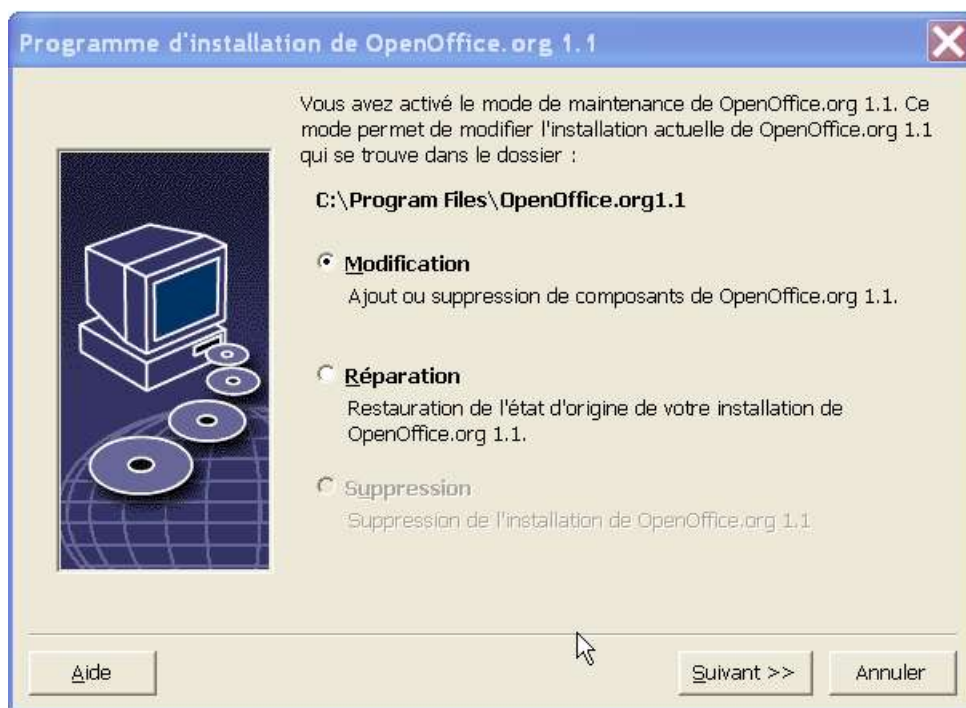 Programme d'installation de OpenOffice.org 1.1
Vous avez activé le mode de maintenance de OpenOffice.org 1.1. Ce
mode permet de modifier l'installation actuelle de OpenOffice.org 1.1
qui se trouve dans le dossier :
C:\Program Files\OpenOffice.org1.1
Modification
Ajout ou suppression de composants de OpenOffice.org 1.1.
Réparation
Restauration de l'état d'origine de votre installation de
OpenOffice.org 1.1.
Suppression
Suppression de l'installation de OpenOffice.org 1.1
Aide
Suivant >>
Annuler